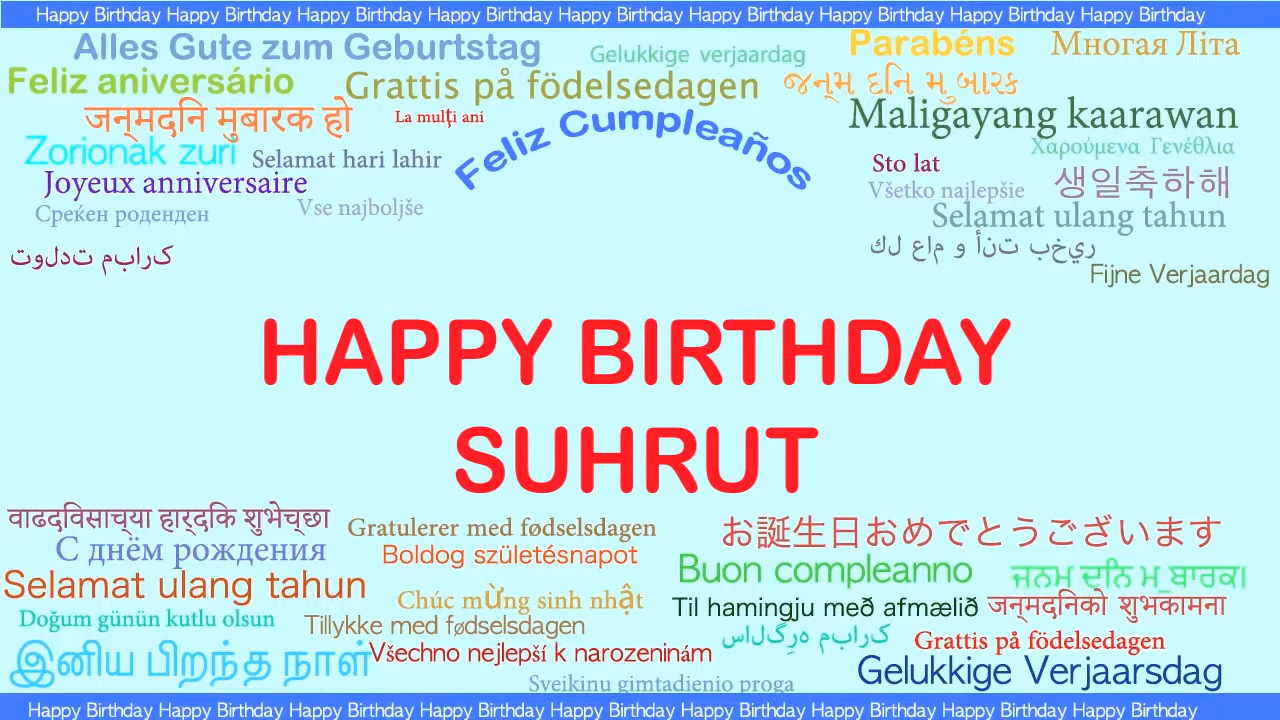 Happy Birthday Happy Birthday Happy Birthday Happy Birthday Happy Birthday Happy Birthday Happy Birthday Happy Birthday Happy Birthday
Alles Gute zum Geburtstag
Gelukkige verjaardag
Parabéns
Многая Літа
Feliz aniversário
Grattis på födelsedagen
જન્મ દિન મુબારક
जन्मदिन मुबारक हो
La mulţi ani
Feliz Cumpleaños
Maligayang kaarawan
Zorionak zuri
Selamat hari lahir
Χαρούμενα Γενέθλια
Sto lat
Joyeux anniversaire
Všetko najlepšie
생일축하해
Среќен роденден
Vse najboljše
Selamat ulang tahun
تولدت مبارک
كل عام و أنت بخير
Fijne Verjaardag
HAPPY BIRTHDAY
SUHRUT
वाढदिवसाच्या हार्दिक शुभेच्छा
Gratulerer med fødselsdagen
お誕生日おめでとうございます
С днём рождения
Boldog születésnapot
Buon compleanno
ਜਨਮ ਦਿਨ ਮੁਬਾਰਕ।
Selamat ulang tahun
Chúc mừng sinh nhật
Til hamingju með afmælið
जन्मदिनको शुभकामना
Doğum günün kutlu olsun
Tillykke med fødselsdagen
سالگرہ مبارک
Grattis på födelsedagen
இனிய பிறந்த நாள்
Všechno nejlepší k narozeninám
Gelukkige Verjaarsdag
Sveikinu gimtadienio proga
Happy Birthday Happy Birthday Happy Birthday Happy Birthday Happy Birthday Happy Birthday Happy Birthday Happy Birthday Happy Birthday